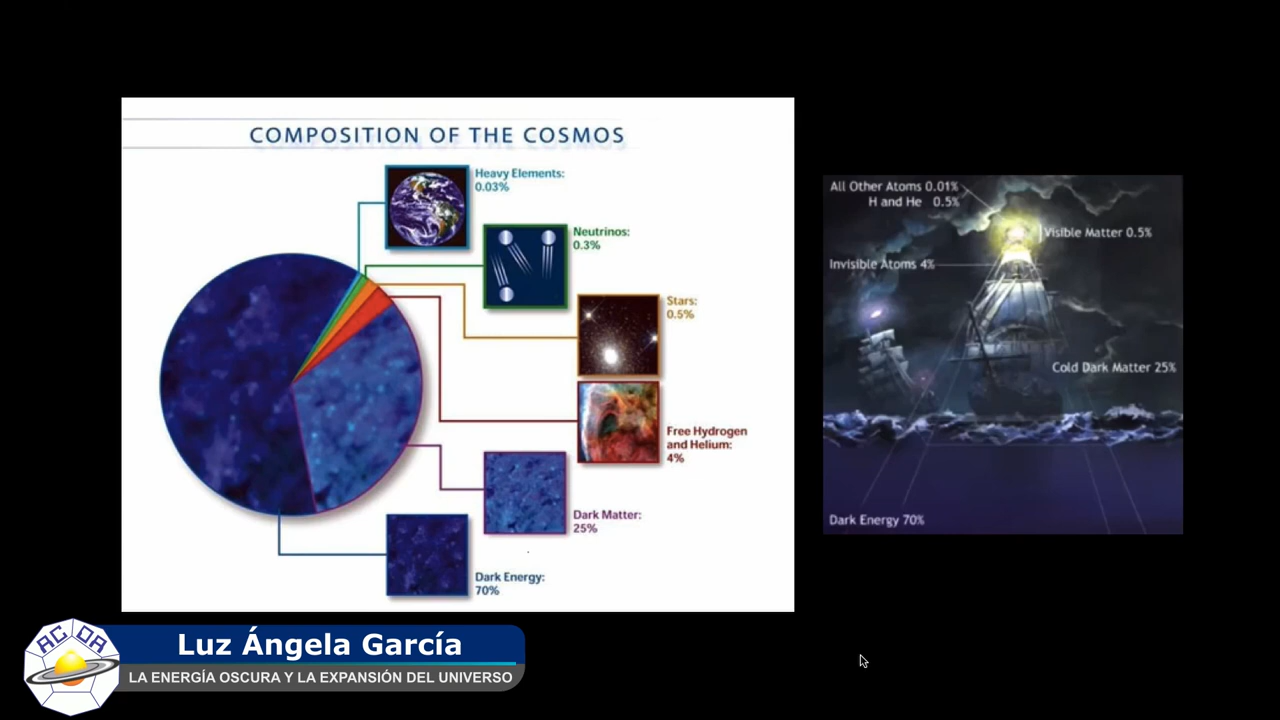 COMPOSITION OF THE COSMOS
Heavy Elements:
0.03%
Neutrinos:
0.3%
Stars:
0.5%
Free Hydrogen
and Helium:
4%
Dark Matter:
25%
Dark Energy:
70%
All Other Atoms 0.01%
H and He 0.5%
Visible Matter 0.5%
Invisible Atoms 4%
Cold Dark Matter 25%
Dark Energy 70%
ACDA
Luz Ángela García
LA ENERGÍA OSCURA Y LA EXPANSIÓN DEL UNIVERSO